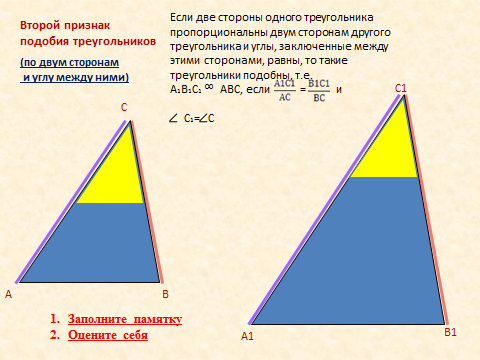 Второй признак
подобия треугольников
(по двум сторонам
и углу между ними)
Если две стороны одного треугольника
пропорциональны двум сторонам другого
треугольника и углы, заключенные между
этими сторонами, равны, то такие
треугольники подобны, т.е.
A₁B₁C₁ ∞ ABC, если A1C1/AC = B1C1/BC и
∠ C₁=∠C
C
A
B
C1
A1
B1
1. Заполните памятку
2. Оцените себя